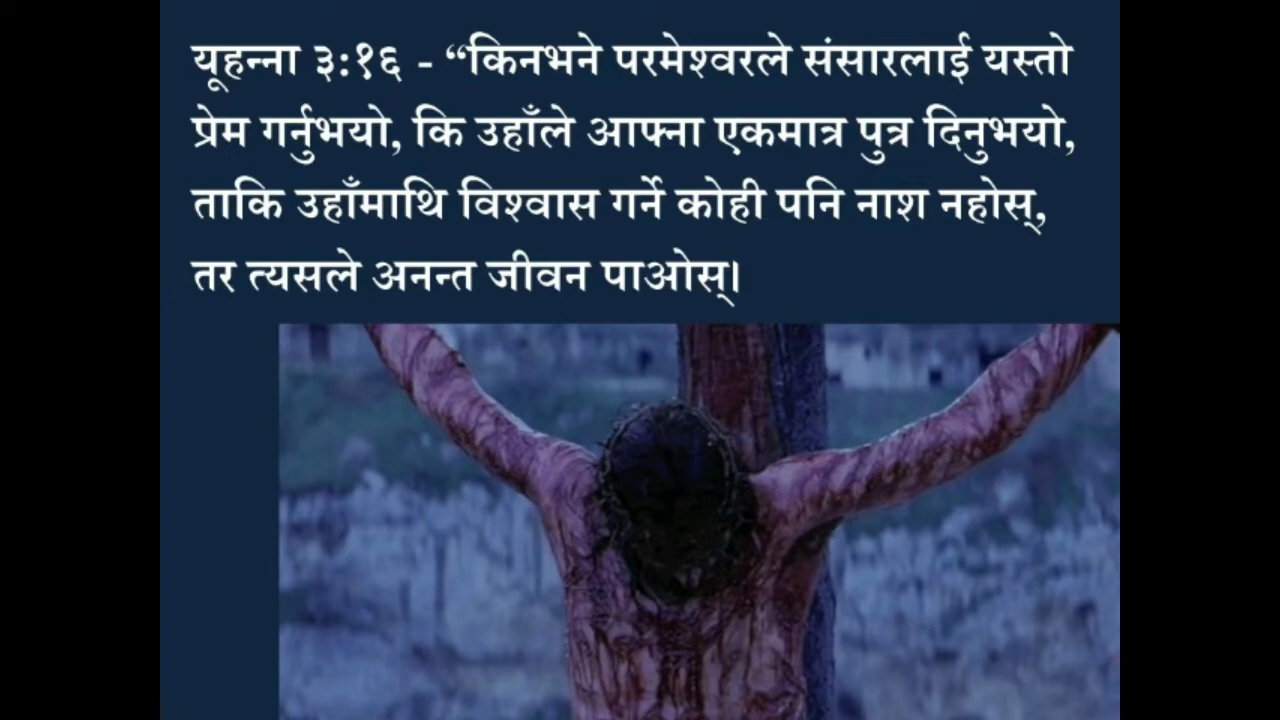 यूहन्ना ३:१६ - “किनभने परमेश्वरले संसारलाई यस्तो
प्रेम गर्नुभयो, कि उहाँले आफ्ना एकमात्र पुत्र दिनुभयो,
ताकि उहाँमाथि विश्वास गर्ने कोही पनि नाश नहोस्,
तर त्यसले अनन्त जीवन पाओस्।